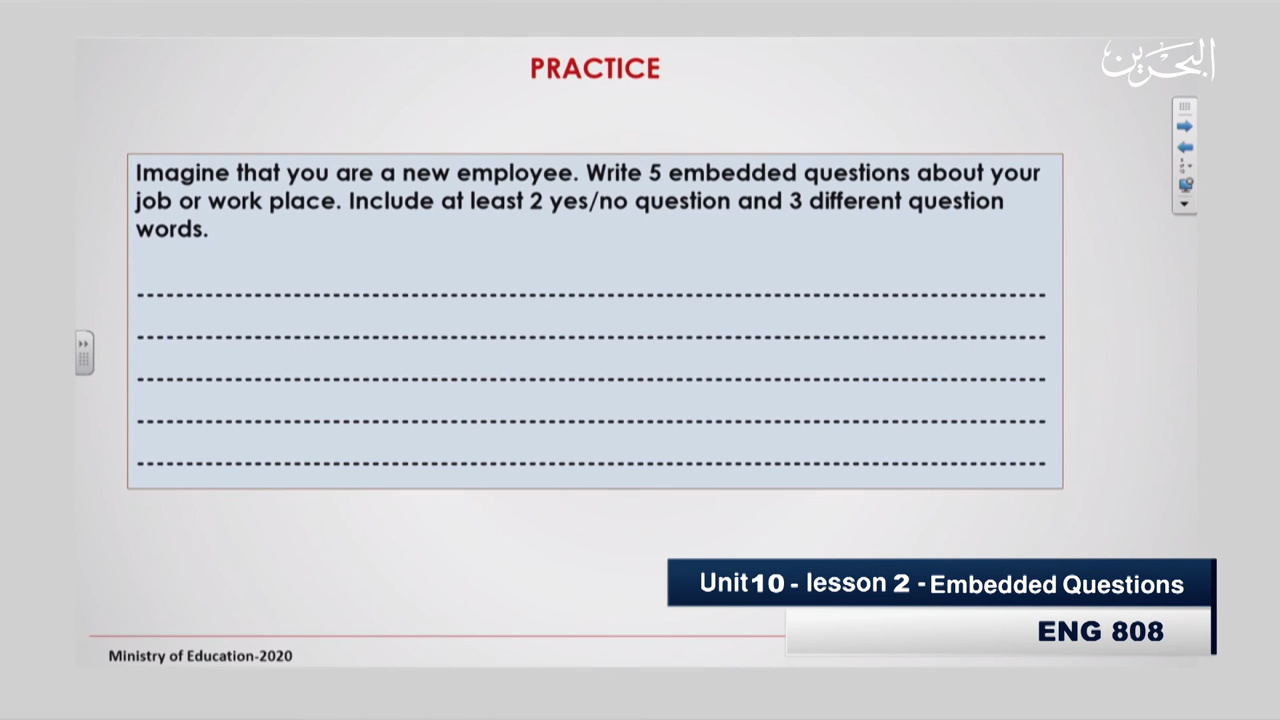 PRACTICE
البحرين
Imagine that you are a new employee. Write 5 embedded questions about your
job or work place. Include at least 2 yes/no question and 3 different question
words.
Unit 10 - lesson 2 - Embedded Questions
ENG 808
Ministry of Education-2020